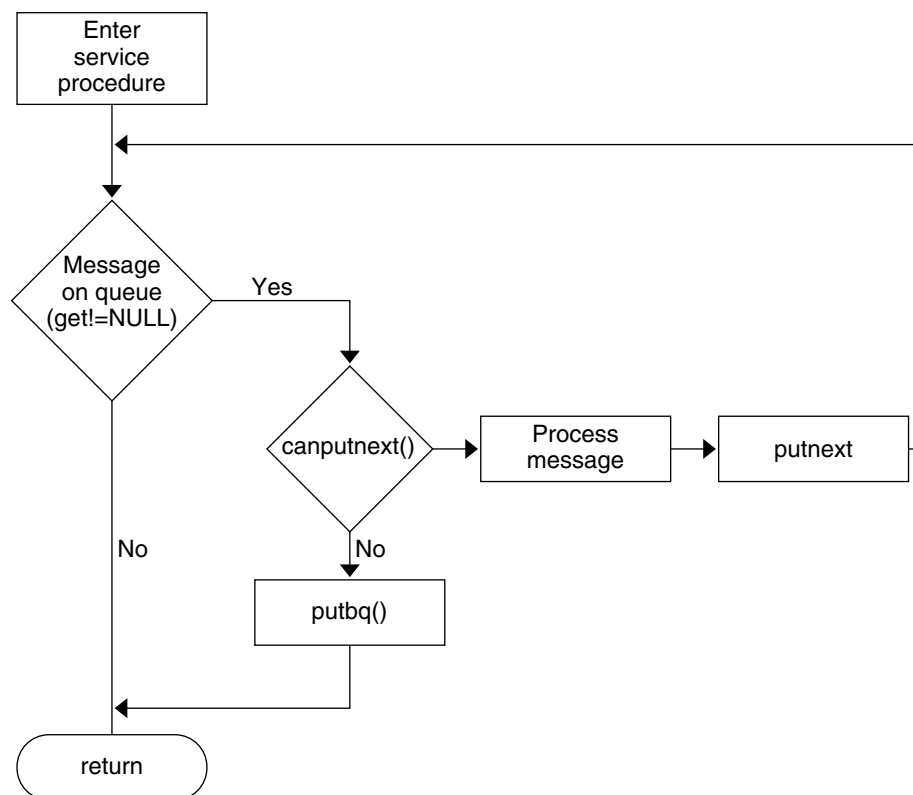 Enter
service
procedure
Message
on queue
(get!=NULL)
Yes
canputnext()
Process
message
putnext
No
No
putbq()
return